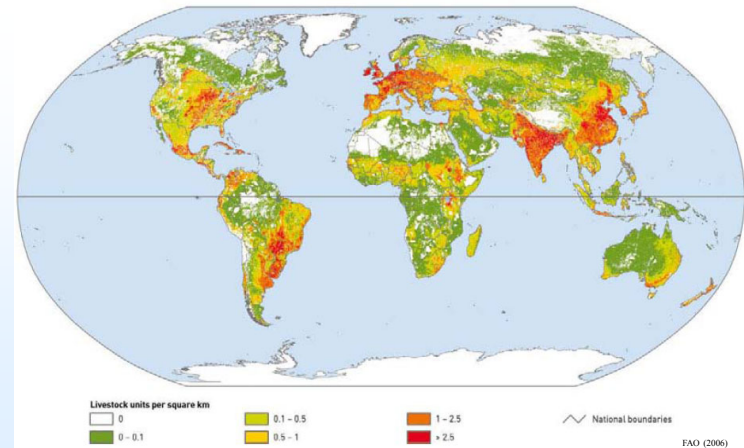 Livestock units per square km
0
0.1 – 0.5
1 – 2.5
National boundaries
0 – 0.1
0.5 – 1
> 2.5
FAO (2006)